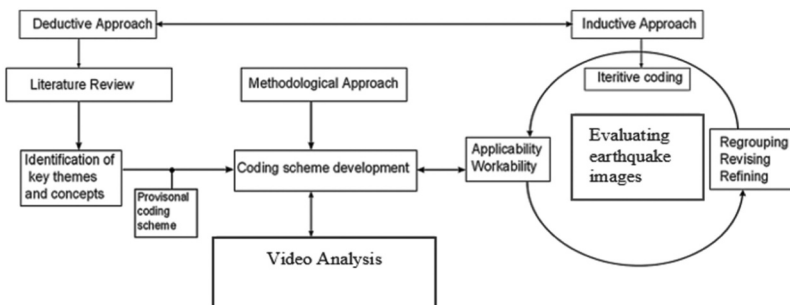 Deductive Approach
Inductive Approach
Literature Review
Methodological Approach
Iteritive coding
Identification of
key themes
and concepts
Provisonal
coding
scheme
Coding scheme development
Applicability
Workability
Evaluating
earthquake
images
Regrouping
Revising
Refining
Video Analysis